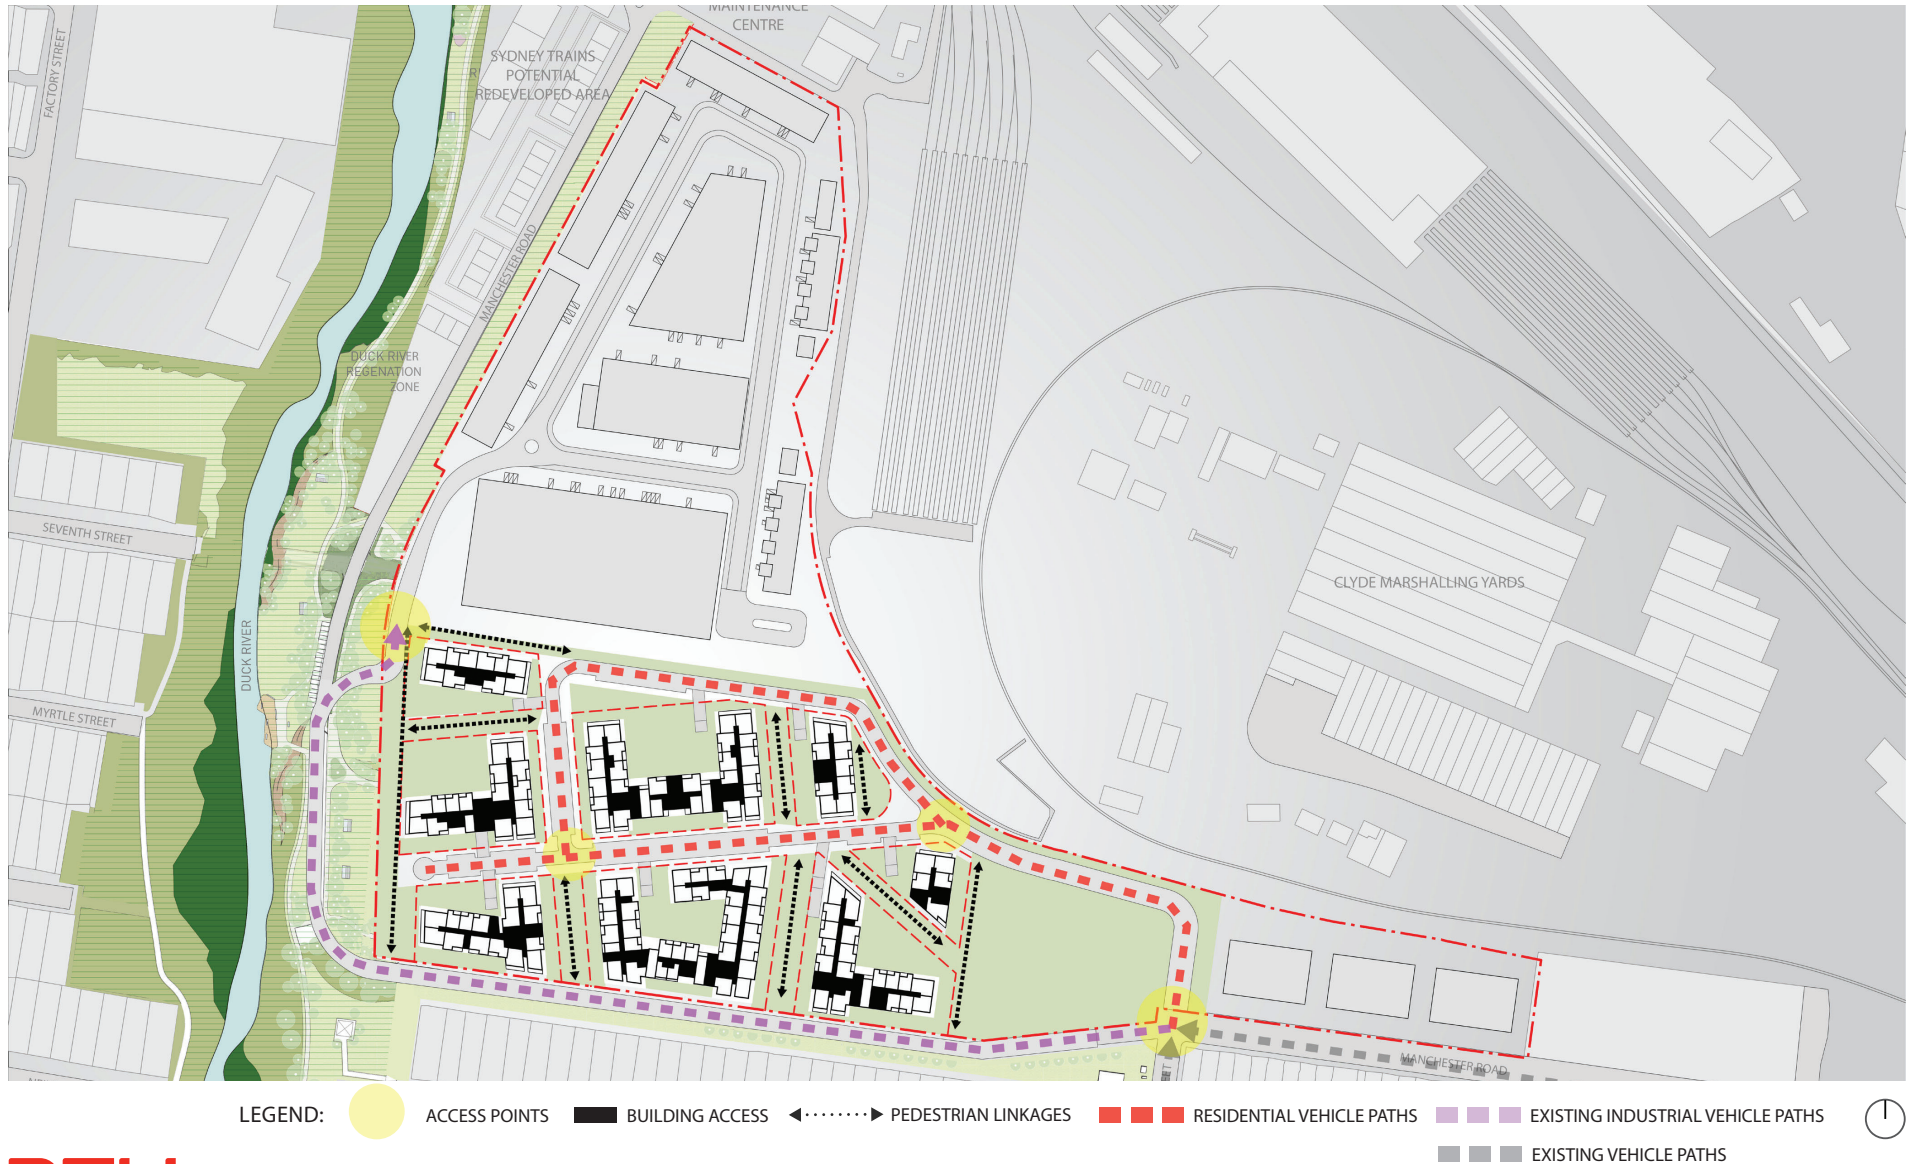 MAINTENANCE
CENTRE
FACTORY STREET
SYDNEY TRAINS
POTENTIAL
REDEVELOPED AREA
MANCHESTER ROAD
DUCK RIVER
REGENATION
ZONE
SEVENTH STREET
CLYDE MARSHALLING YARDS
DUCK RIVER
MYRTLE STREET
MANCHESTER ROAD
LEGEND:
ACCESS POINTS
BUILDING ACCESS
PEDESTRIAN LINKAGES
RESIDENTIAL VEHICLE PATHS
EXISTING INDUSTRIAL VEHICLE PATHS
EXISTING VEHICLE PATHS